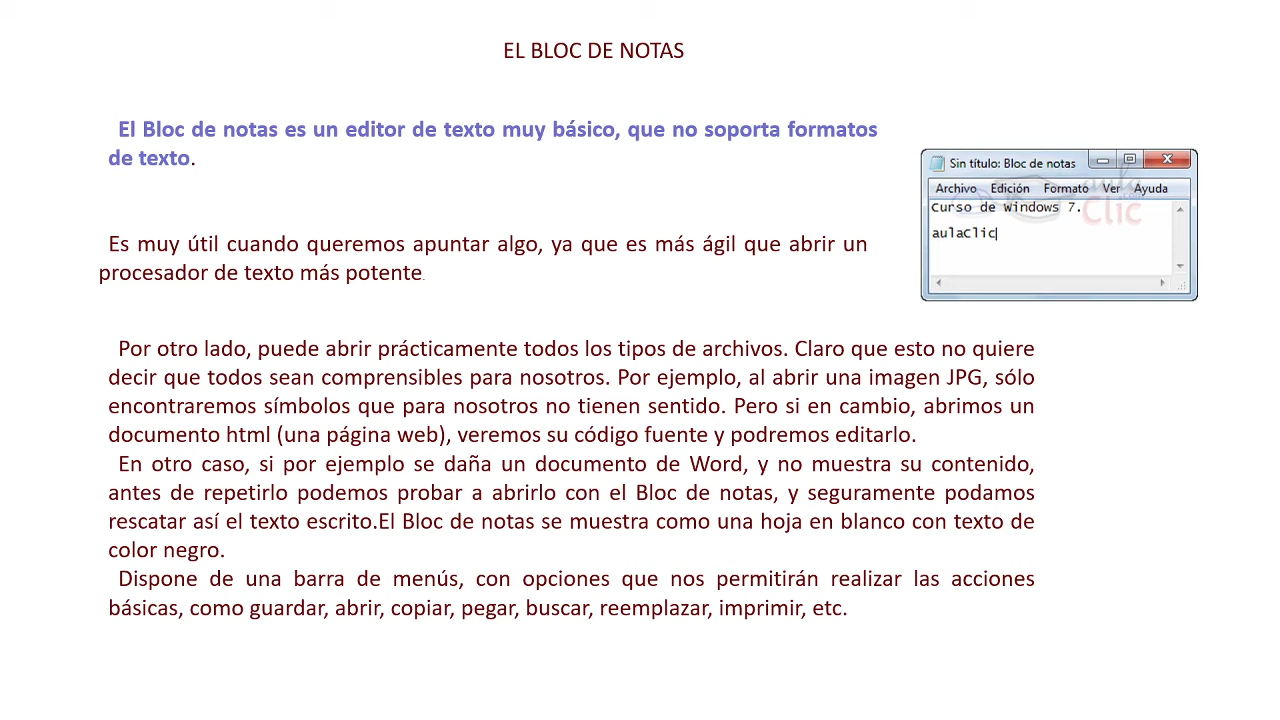 EL BLOC DE NOTAS
El Bloc de notas es un editor de texto muy básico, que no soporta formatos
de texto.
Sin título: Bloc de notas
Archivo Edición Formato Ver Ayuda
Curso de Windows 7.
aulaClic
aula
.com
Clic
Es muy útil cuando queremos apuntar algo, ya que es más ágil que abrir un
procesador de texto más potente.
Por otro lado, puede abrir prácticamente todos los tipos de archivos. Claro que esto no quiere
decir que todos sean comprensibles para nosotros. Por ejemplo, al abrir una imagen JPG, sólo
encontraremos símbolos que para nosotros no tienen sentido. Pero si en cambio, abrimos un
documento html (una página web), veremos su código fuente y podremos editarlo.
En otro caso, si por ejemplo se daña un documento de Word, y no muestra su contenido,
antes de repetirlo podemos probar a abrirlo con el Bloc de notas, y seguramente podamos
rescatar así el texto escrito.El Bloc de notas se muestra como una hoja en blanco con texto de
color negro.
Dispone de una barra de menús, con opciones que nos permitirán realizar las acciones
básicas, como guardar, abrir, copiar, pegar, buscar, reemplazar, imprimir, etc.